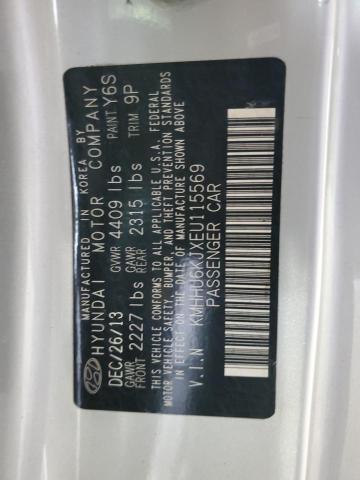 MANUFACTURED IN KOREA BY
HYUNDAI MOTOR COMPANY
DEC/26/13 GVWR 4409 lbs PAINT Y6S
GAWR FRONT 2227 lbs GAWR REAR 2315 lbs TRIM 9P
THIS VEHICLE CONFORMS TO ALL APPLICABLE U.S.A. FEDERAL
MOTOR VEHICLE SAFETY, BUMPER, AND THEFT PREVENTION
STANDARDS IN EFFECT ON THE DATE OF MANUFACTURE SHOWN ABOVE
V.I.N KMHHU6KJXEU115569
PASSENGER CAR